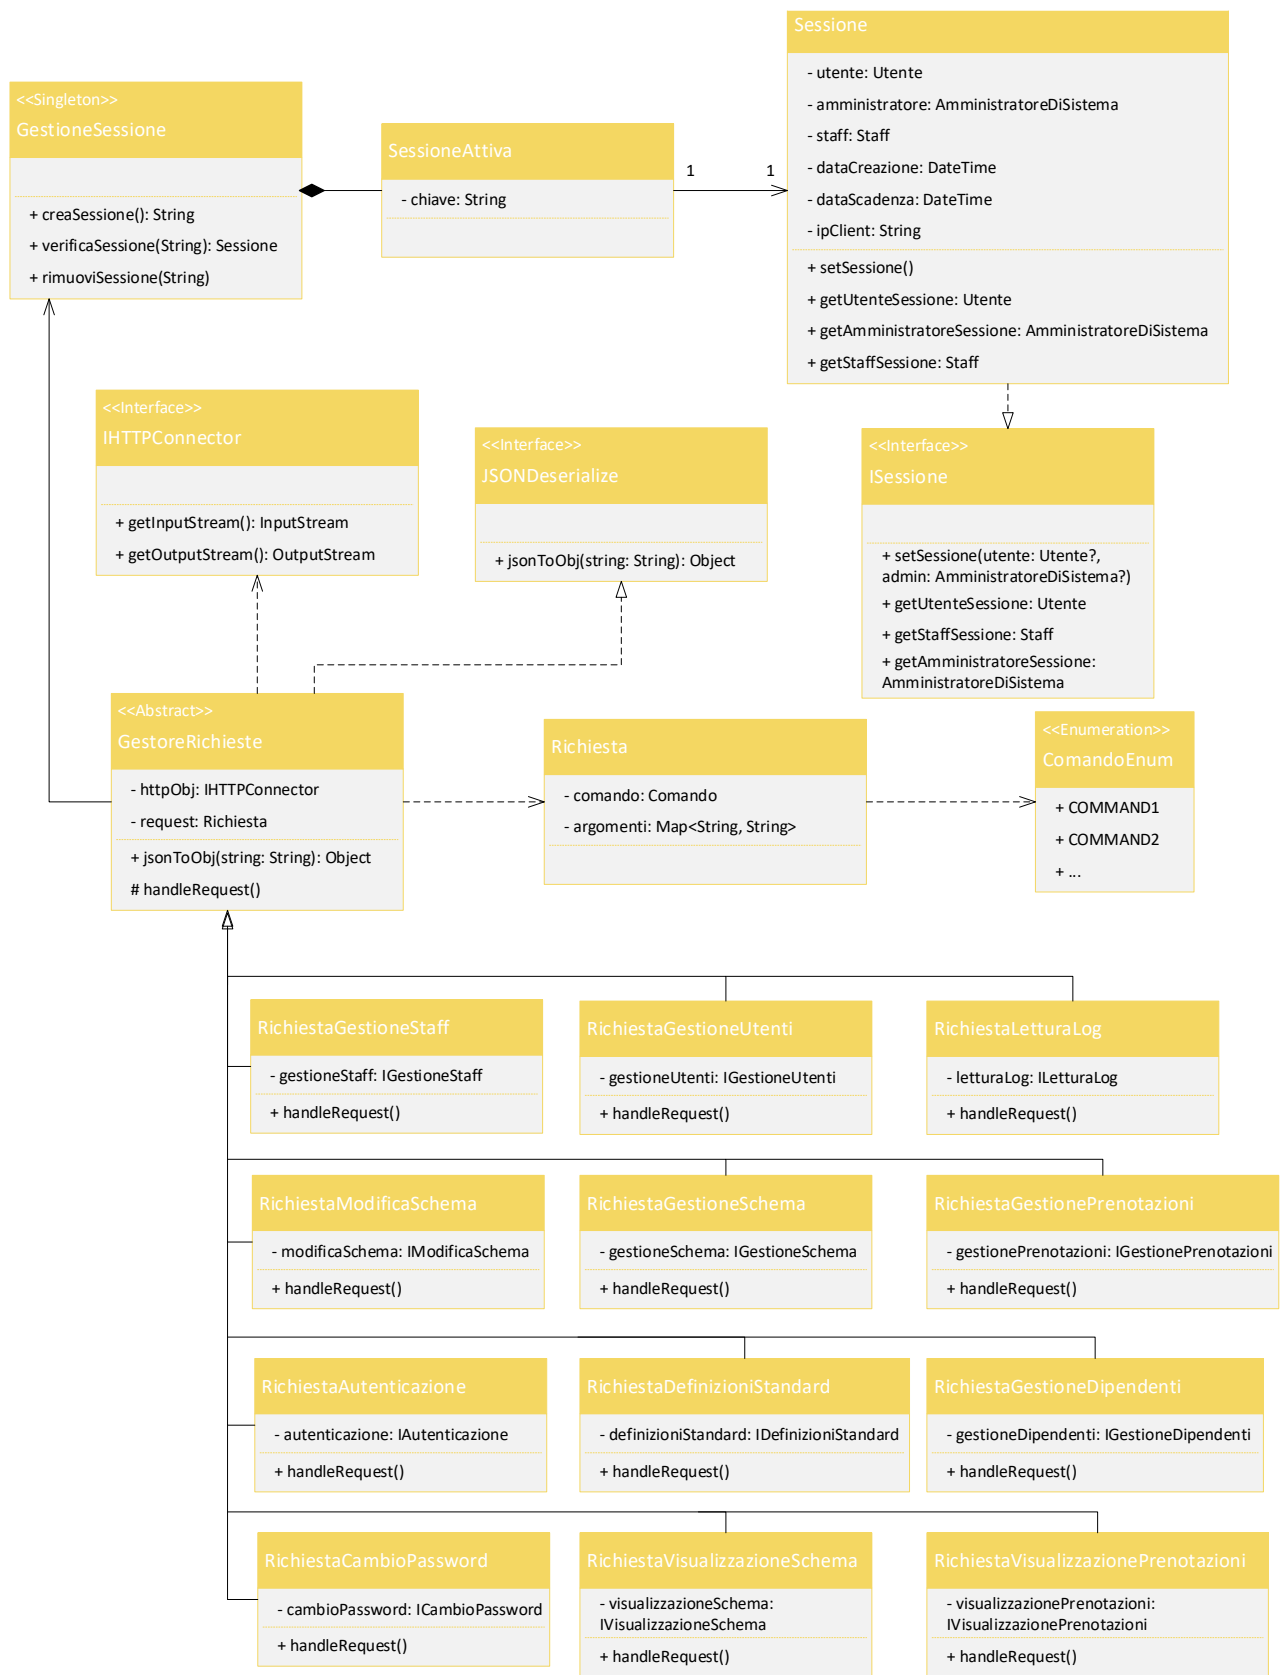 Sessione
- utente: Utente
- amministratore: AmministratoreDiSistema
- staff: Staff
- dataCreazione: DateTime
- dataScadenza: DateTime
- ipClient: String
+ setSessione()
+ getUtenteSessione: Utente
+ getAmministratoreSessione: AmministratoreDiSistema
+ getStaffSessione: Staff
<<Singleton>>
GestioneSessione
+ creaSessione(): String
+ verificaSessione(String): Sessione
+ rimuoviSessione(String)
SessioneAttiva
- chiave: String
1
1
<<Interface>>
IHTTPConnector
+ getInputStream(): InputStream
+ getOutputStream(): OutputStream
<<Interface>>
JSONDeserialize
+ jsonToObj(string: String): Object
<<Interface>>
ISessione
+ setSessione(utente: Utente?,
admin: AmministratoreDiSistema?)
+ getUtenteSessione: Utente
+ getStaffSessione: Staff
+ getAmministratoreSessione:
AmministratoreDiSistema
<<Abstract>>
GestoreRichieste
- httpObj: IHTTPConnector
- request: Richiesta
+ jsonToObj(string: String): Object
# handleRequest()
Richiesta
- comando: Comando
- argomenti: Map<String, String>
<<Enumeration>>
ComandoEnum
+ COMMAND1
+ COMMAND2
+ ...
RichiestaGestioneStaff
- gestioneStaff: IGestioneStaff
+ handleRequest()
RichiestaGestioneUtenti
- gestioneUtenti: IGestioneUtenti
+ handleRequest()
RichiestaLetturaLog
- letturaLog: ILetturaLog
+ handleRequest()
RichiestaModificaSchema
- modificaSchema: IModificaSchema
+ handleRequest()
RichiestaGestioneSchema
- gestioneSchema: IGestioneSchema
+ handleRequest()
RichiestaGestionePrenotazioni
- gestionePrenotazioni: IGestionePrenotazioni
+ handleRequest()
RichiestaAutenticazione
- autenticazione: IAutenticazione
+ handleRequest()
RichiestaDefinizioniStandard
- definizioniStandard: IDefinizioniStandard
+ handleRequest()
RichiestaGestioneDipendenti
- gestioneDipendenti: IGestioneDipendenti
+ handleRequest()
RichiestaCambioPassword
- cambioPassword: ICambioPassword
+ handleRequest()
RichiestaVisualizzazioneSchema
- visualizzazioneSchema:
IVisualizzazioneSchema
+ handleRequest()
RichiestaVisualizzazionePrenotazioni
- visualizzazionePrenotazioni:
IVisualizzazionePrenotazioni
+ handleRequest()